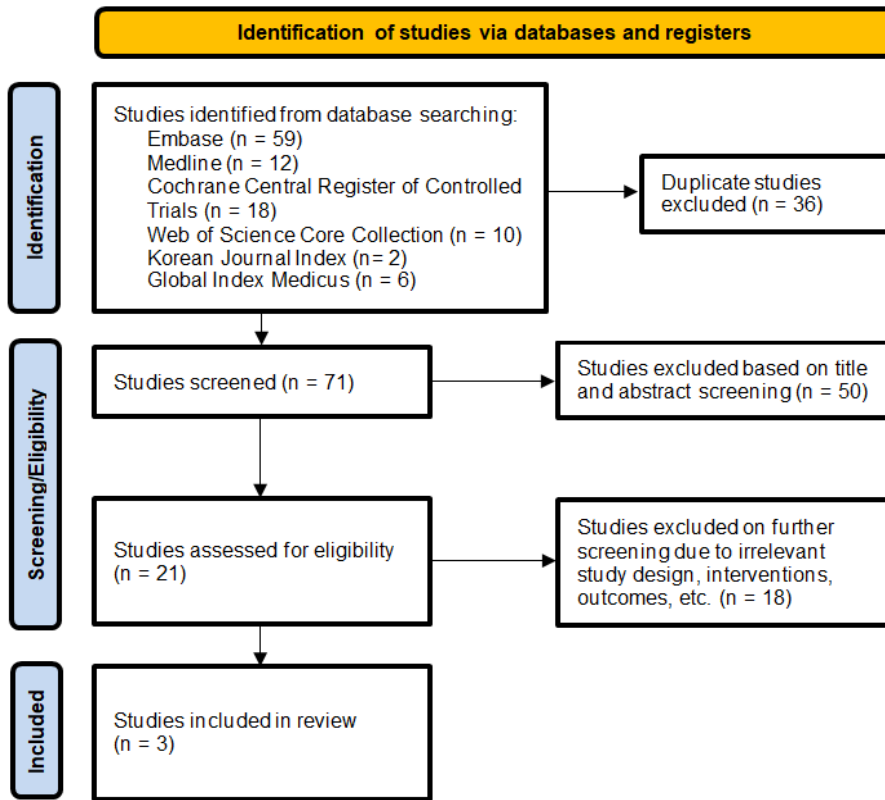 Identification of studies via databases and registers
Identification
Studies identified from database searching:
Embase (n = 59)
Medline (n = 12)
Cochrane Central Register of Controlled
Trials (n = 18)
Web of Science Core Collection (n = 10)
Korean Journal Index (n= 2)
Global Index Medicus (n = 6)
Duplicate studies
excluded (n = 36)
Screening/Eligibility
Studies screened (n = 71)
Studies excluded based on title
and abstract screening (n = 50)
Studies assessed for eligibility
(n = 21)
Studies excluded on further
screening due to irrelevant
study design, interventions,
outcomes, etc. (n = 18)
Included
Studies included in review
(n = 3)